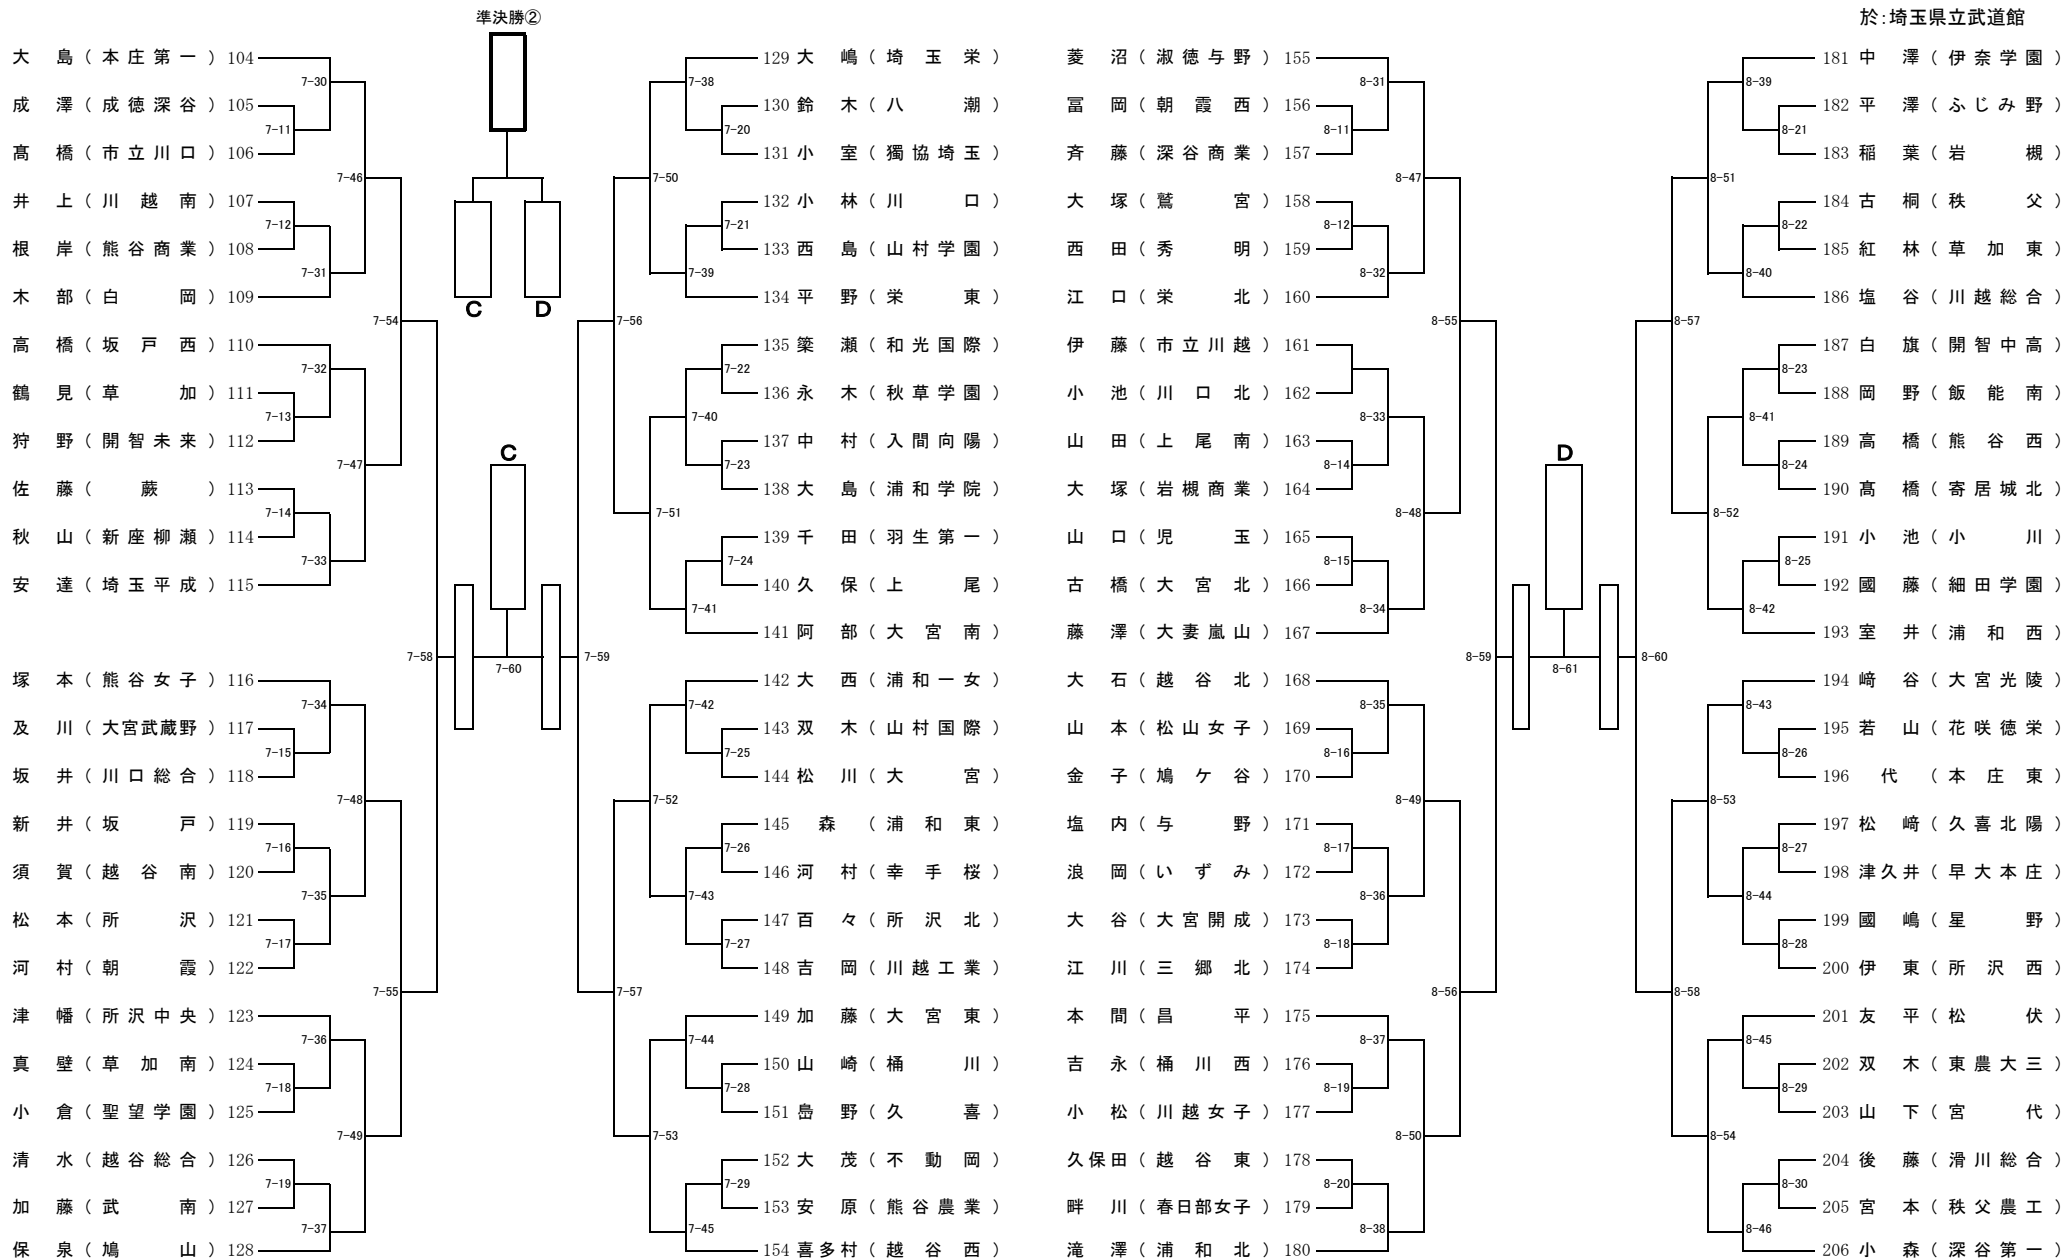 準決勝②
於:埼玉県立武道館
大島（本庄第一）104
成澤（成徳深谷）105
髙橋（市立川口）106
井上（川越南）107
根岸（熊谷商業）108
木部（白岡）109
高橋（坂戸西）110
鶴見（草加）111
狩野（開智未来）112
佐藤（蕨）113
秋山（新座柳瀬）114
安達（埼玉平成）115
塚本（熊谷女子）116
及川（大宮武蔵野）117
坂井（川口総合）118
新井（坂戸）119
須賀（越谷南）120
松本（所沢）121
河村（朝霞）122
津幡（所沢中央）123
真壁（草加南）124
小倉（聖望学園）125
清水（越谷総合）126
加藤（武南）127
保泉（鳩山）128
7-30
7-11
7-46
7-12
7-31
7-54
7-32
7-13
7-47
7-14
7-33
7-58
7-34
7-15
7-48
7-16
7-35
7-17
7-55
7-36
7-18
7-49
7-19
7-37
C D
C
7-60
7-38
7-20
7-50
7-21
7-39
7-56
7-22
7-40
7-23
7-51
7-24
7-41
7-59
7-42
7-25
7-52
7-26
7-43
7-27
7-57
7-44
7-28
7-53
7-29
7-45
129 大嶋（埼玉栄）
130 鈴木（八潮）
131 小室（獨協埼玉）
132 小林（川口）
133 西島（山村学園）
134 平野（栄東）
135 簗瀬（和光国際）
136 永木（秋草学園）
137 中村（入間向陽）
138 大島（浦和学院）
139 千田（羽生第一）
140 久保（上尾）
141 阿部（大宮南）
142 大西（浦和一女）
143 双木（山村国際）
144 松川（大宮）
145 森（浦和東）
146 河村（幸手桜）
147 百々（所沢北）
148 吉岡（川越工業）
149 加藤（大宮東）
150 山崎（桶川）
151 喦野（久喜）
152 大茂（不動岡）
153 安原（熊谷農業）
154 喜多村（越谷西）
菱沼（淑徳与野）155
冨岡（朝霞西）156
斉藤（深谷商業）157
大塚（鷲宮）158
西田（秀明）159
江口（栄北）160
伊藤（市立川越）161
小池（川口北）162
山田（上尾南）163
大塚（岩槻商業）164
山口（児玉）165
古橋（大宮北）166
藤澤（大妻嵐山）167
大石（越谷北）168
山本（松山女子）169
金子（鳩ケ谷）170
塩内（与野）171
浪岡（いずみ）172
大谷（大宮開成）173
江川（三郷北）174
本間（昌平）175
吉永（桶川西）176
小松（川越女子）177
久保田（越谷東）178
畔川（春日部女子）179
滝澤（浦和北）180
8-31
8-11
8-47
8-12
8-32
8-55
8-33
8-14
8-48
8-15
8-34
8-59
8-35
8-16
8-49
8-17
8-36
8-18
8-56
8-37
8-19
8-50
8-20
8-38
D
8-61
8-39
8-21
8-51
8-22
8-40
8-57
8-23
8-41
8-24
8-52
8-25
8-42
8-60
8-43
8-26
8-53
8-27
8-44
8-28
8-58
8-45
8-29
8-54
8-30
8-46
181 中澤（伊奈学園）
182 平澤（ふじみ野）
183 稲葉（岩槻）
184 古桐（秩父）
185 紅林（草加東）
186 塩谷（川越総合）
187 白旗（開智中高）
188 岡野（飯能南）
189 高橋（熊谷西）
190 髙橋（寄居城北）
191 小池（小川）
192 國藤（細田学園）
193 室井（浦和西）
194 﨑谷（大宮光陵）
195 若山（花咲徳栄）
196 代（本庄東）
197 松﨑（久喜北陽）
198 津久井（早大本庄）
199 國嶋（星野）
200 伊東（所沢西）
201 友平（松伏）
202 双木（東農大三）
203 山下（宮代）
204 後藤（滑川総合）
205 宮本（秩父農工）
206 小森（深谷第一）